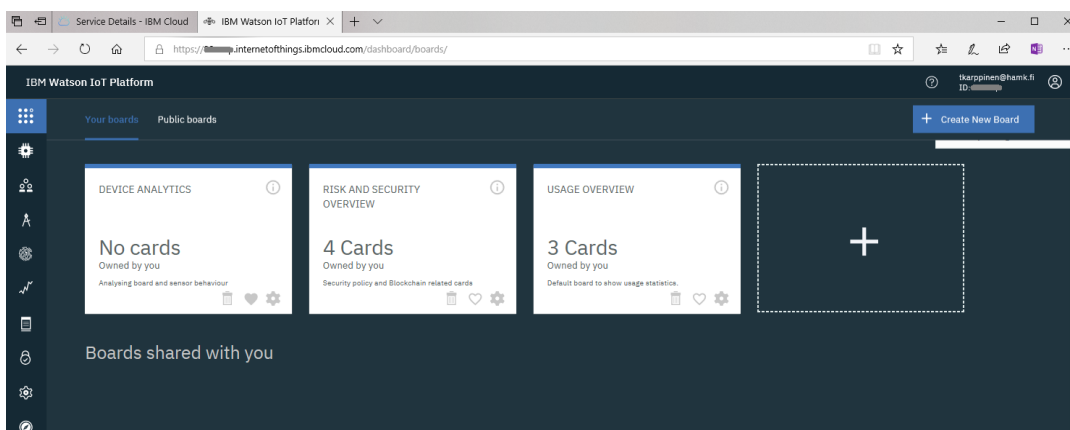 Service Details - IBM Cloud
IBM Watson IoT Platfor
https://
.internetofthings.ibmcloud.com/dashboard/boards/
IBM Watson IoT Platform
tkarppinen@hamk.fi
ID:
Your boards
Public boards
+ Create New Board
DEVICE ANALYTICS
No cards
Owned by you
Analysing board and sensor behaviour
RISK AND SECURITY
OVERVIEW
4 Cards
Owned by you
Security policy and Blockchain related cards
USAGE OVERVIEW
3 Cards
Owned by you
Default board to show usage statistics.
Boards shared with you